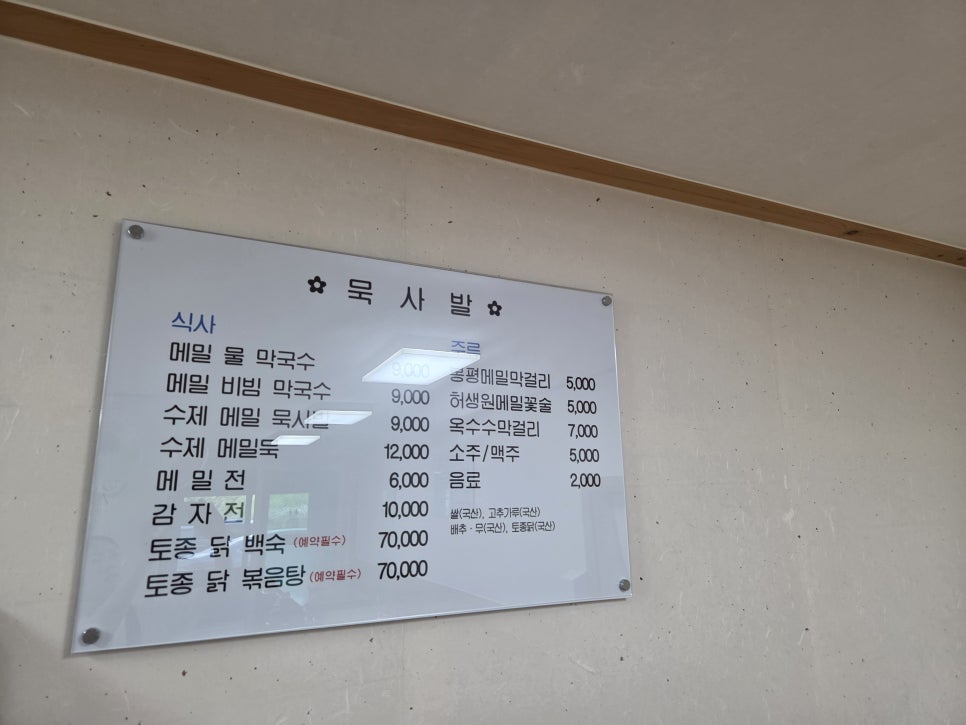 묵 사 발
식사
메밀 물 막국수 9,000
메밀 비빔 막국수 9,000
수제 메밀 묵사발 9,000
수제 메밀묵 12,000
메 밀 전 6,000
감 자 전 10,000
토종 닭 백숙 (예약필수) 70,000
토종 닭 볶음탕 (예약필수) 70,000
주류
봉평메밀막걸리 5,000
허생원메밀꽃술 5,000
옥수수막걸리 7,000
소주/맥주 5,000
음료 2,000
쌀(국산), 고추가루(국산)
배추·무(국산), 토종닭(국산)